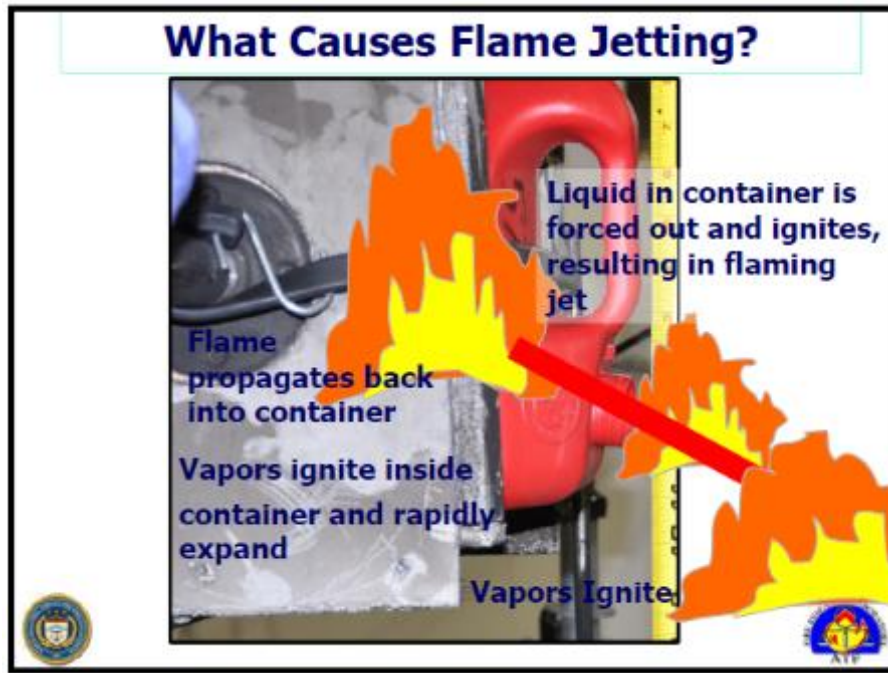 What Causes Flame Jetting?
Liquid in container is
forced out and ignites,
resulting in flaming
jet
Flame
propagates back
into container
Vapors ignite inside
container and rapidly
expand
Vapors Ignite
ATF